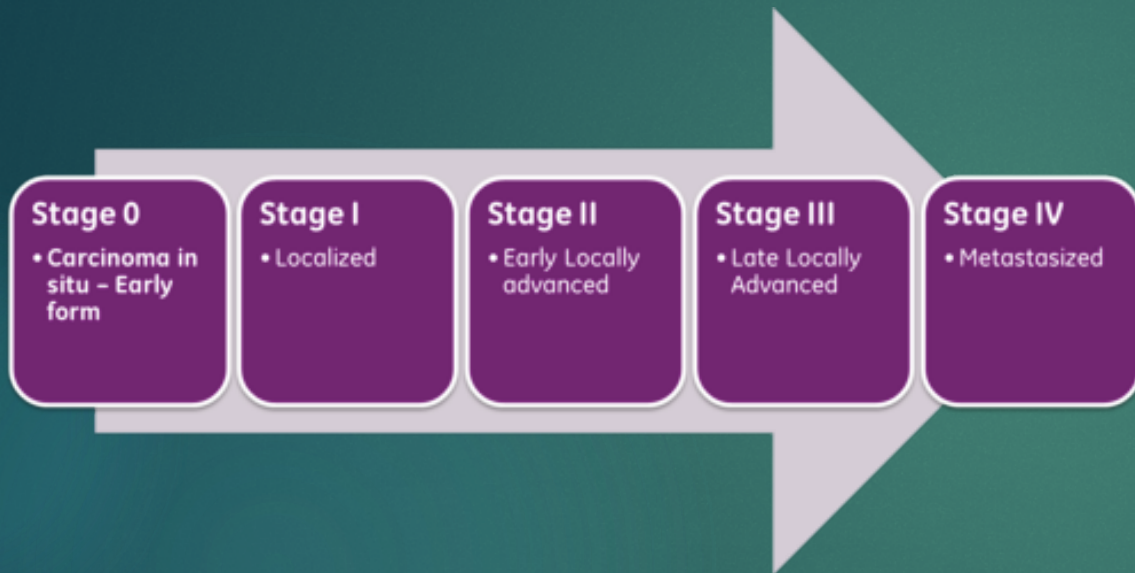 Stage 0
• Carcinoma in
situ – Early
form
Stage I
• Localized
Stage II
• Early Locally
advanced
Stage III
• Late Locally
Advanced
Stage IV
• Metastasized